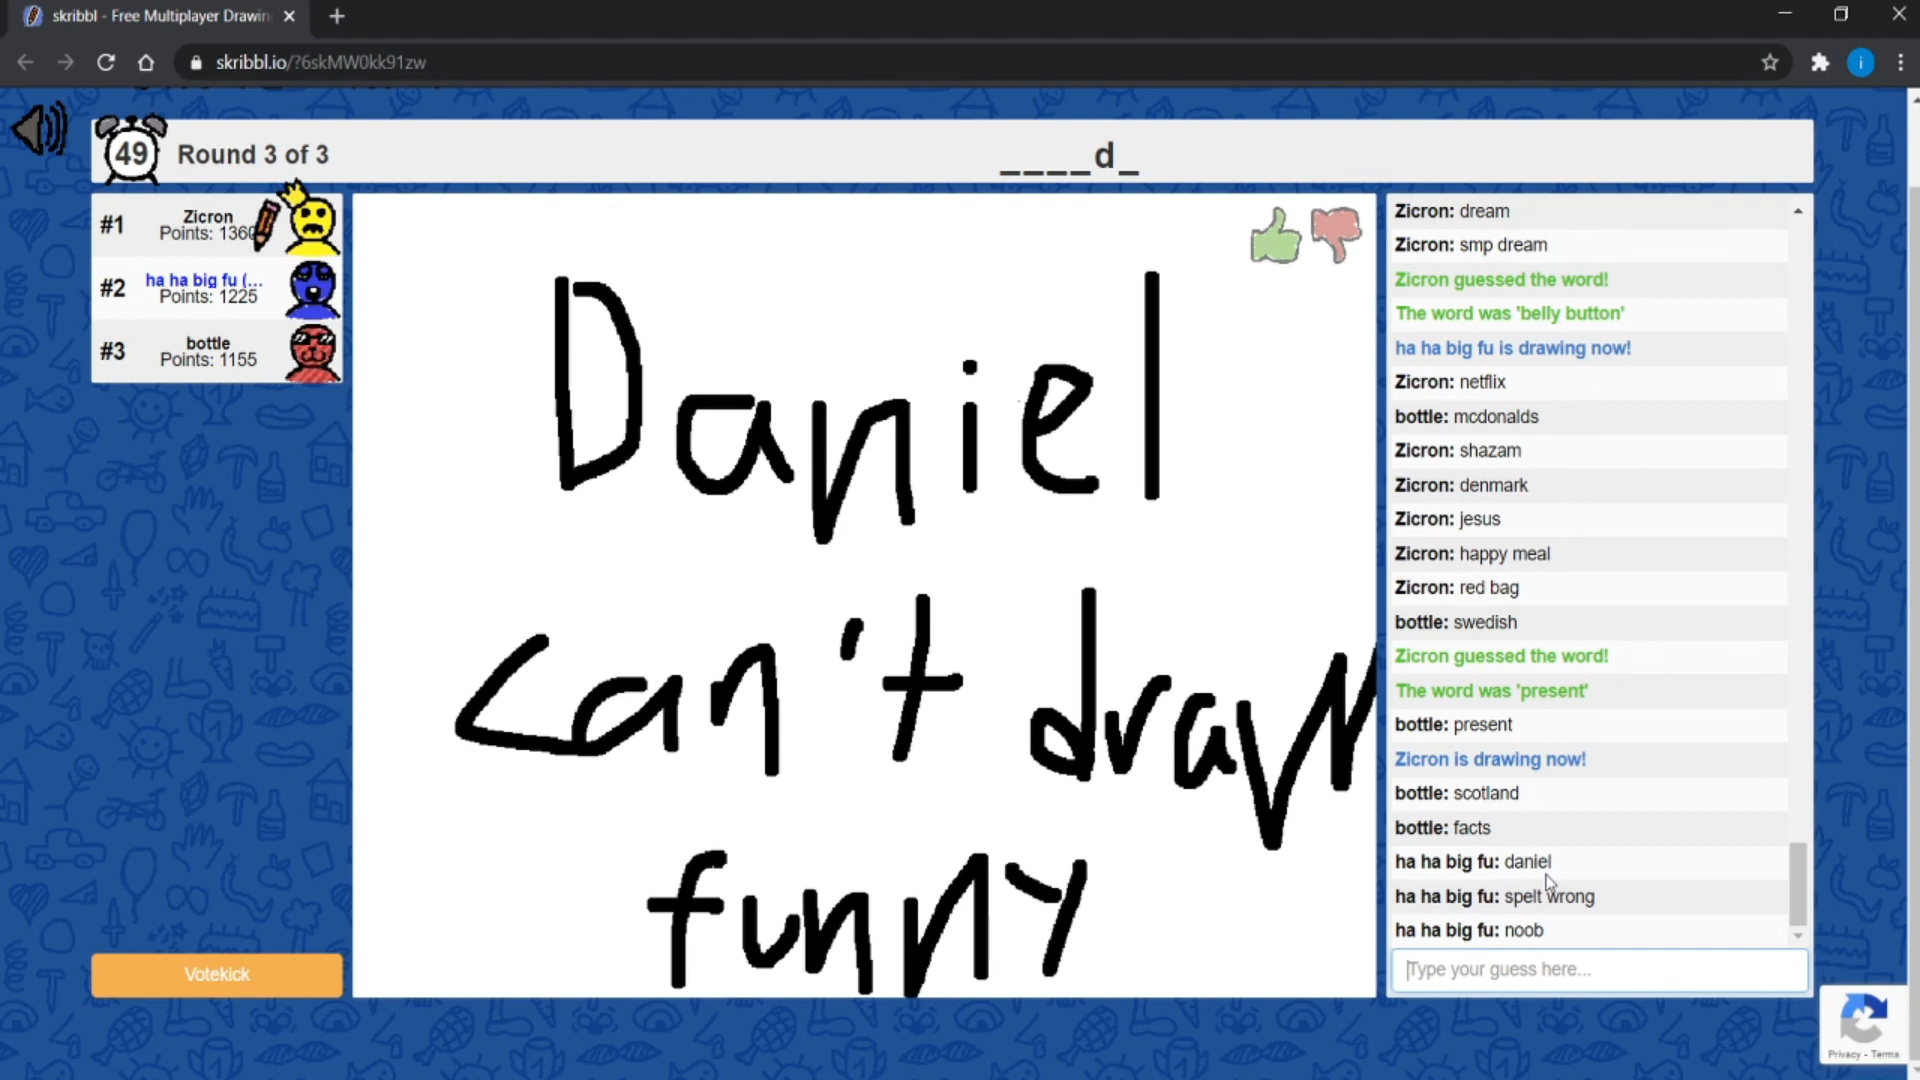 skribbl - Free Multiplayer Drawin
skribbl.io/?6skMW0kk91zw
i
49
Round 3 of 3
____d_
#1
Zicron
Points: 1360
#2
ha ha big fu (...
Points: 1225
#3
bottle
Points: 1155
Votekick
Daniel
can't draw
funny
Zicron: dream
Zicron: smp dream
Zicron guessed the word!
The word was 'belly button'
ha ha big fu is drawing now!
Zicron: netflix
bottle: mcdonalds
Zicron: shazam
Zicron: denmark
Zicron: jesus
Zicron: happy meal
Zicron: red bag
bottle: swedish
Zicron guessed the word!
The word was 'present'
bottle: present
Zicron is drawing now!
bottle: scotland
bottle: facts
ha ha big fu: daniel
ha ha big fu: spelt wrong
ha ha big fu: noob
Type your guess here...
Privacy - Terms